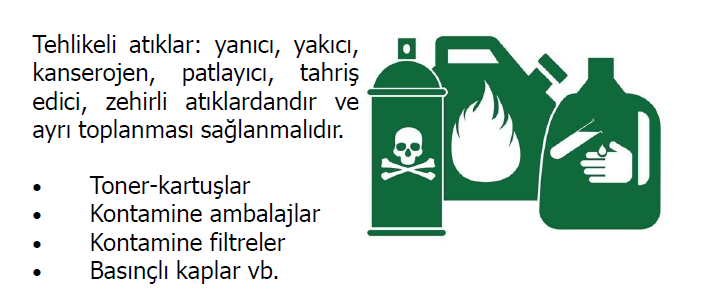 Tehlikeli atıklar: yanıcı, yakıcı,
kanserojen, patlayıcı, tahriş
edici, zehirli atıklardandır ve
ayrı toplanması sağlanmalıdır.
• Toner-kartuşlar
• Kontamine ambalajlar
• Kontamine filtreler
• Basınçlı kaplar vb.